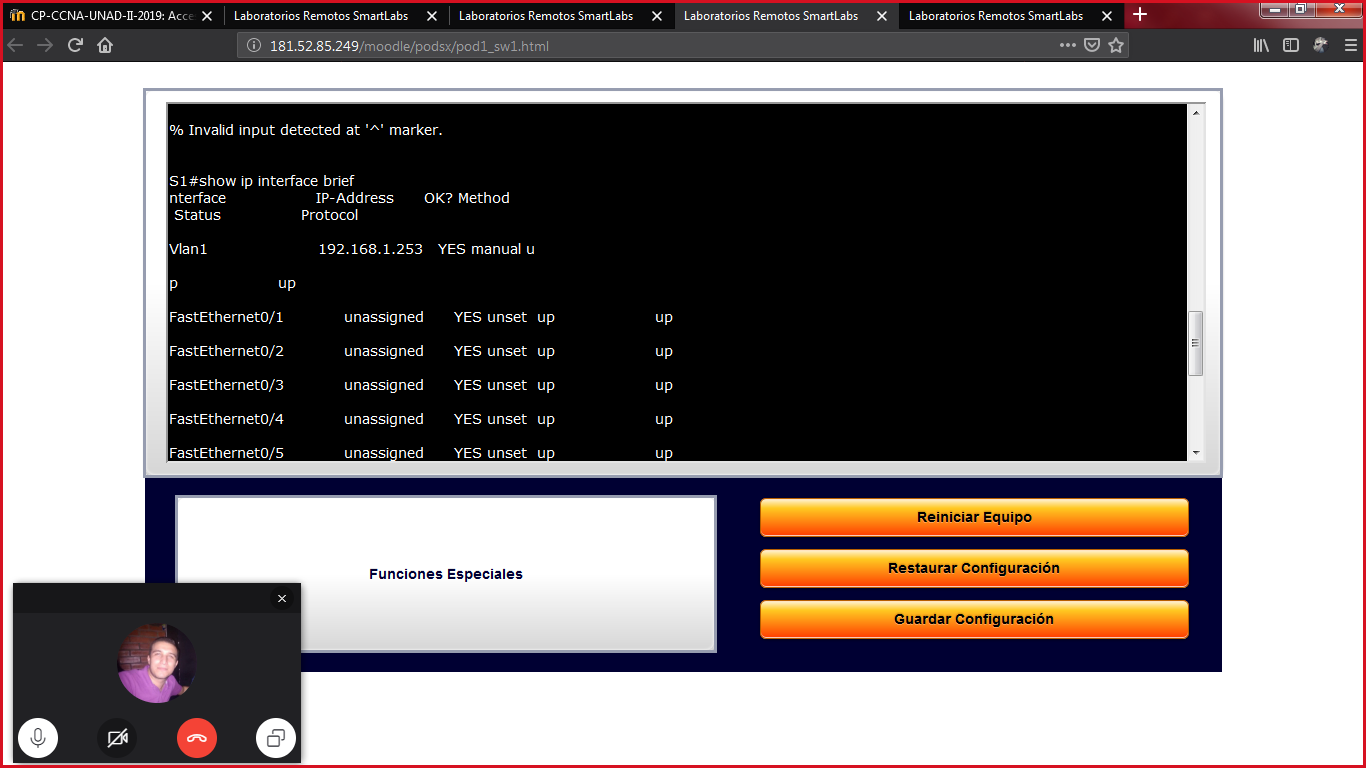 CP-CCNA-UNAD-II-2019: Acce
Laboratorios Remotos SmartLabs
Laboratorios Remotos SmartLabs
Laboratorios Remotos SmartLabs
Laboratorios Remotos SmartLabs
181.52.85.249/moodle/podsx/pod1_sw1.html
% Invalid input detected at '^' marker.
S1#show ip interface brief
nterface IP-Address OK? Method
Status Protocol
Vlan1 192.168.1.253 YES manual u
p up
FastEthernet0/1 unassigned YES unset up up
FastEthernet0/2 unassigned YES unset up up
FastEthernet0/3 unassigned YES unset up up
FastEthernet0/4 unassigned YES unset up up
FastEthernet0/5 unassigned YES unset up up
Funciones Especiales
Reiniciar Equipo
Restaurar Configuración
Guardar Configuración